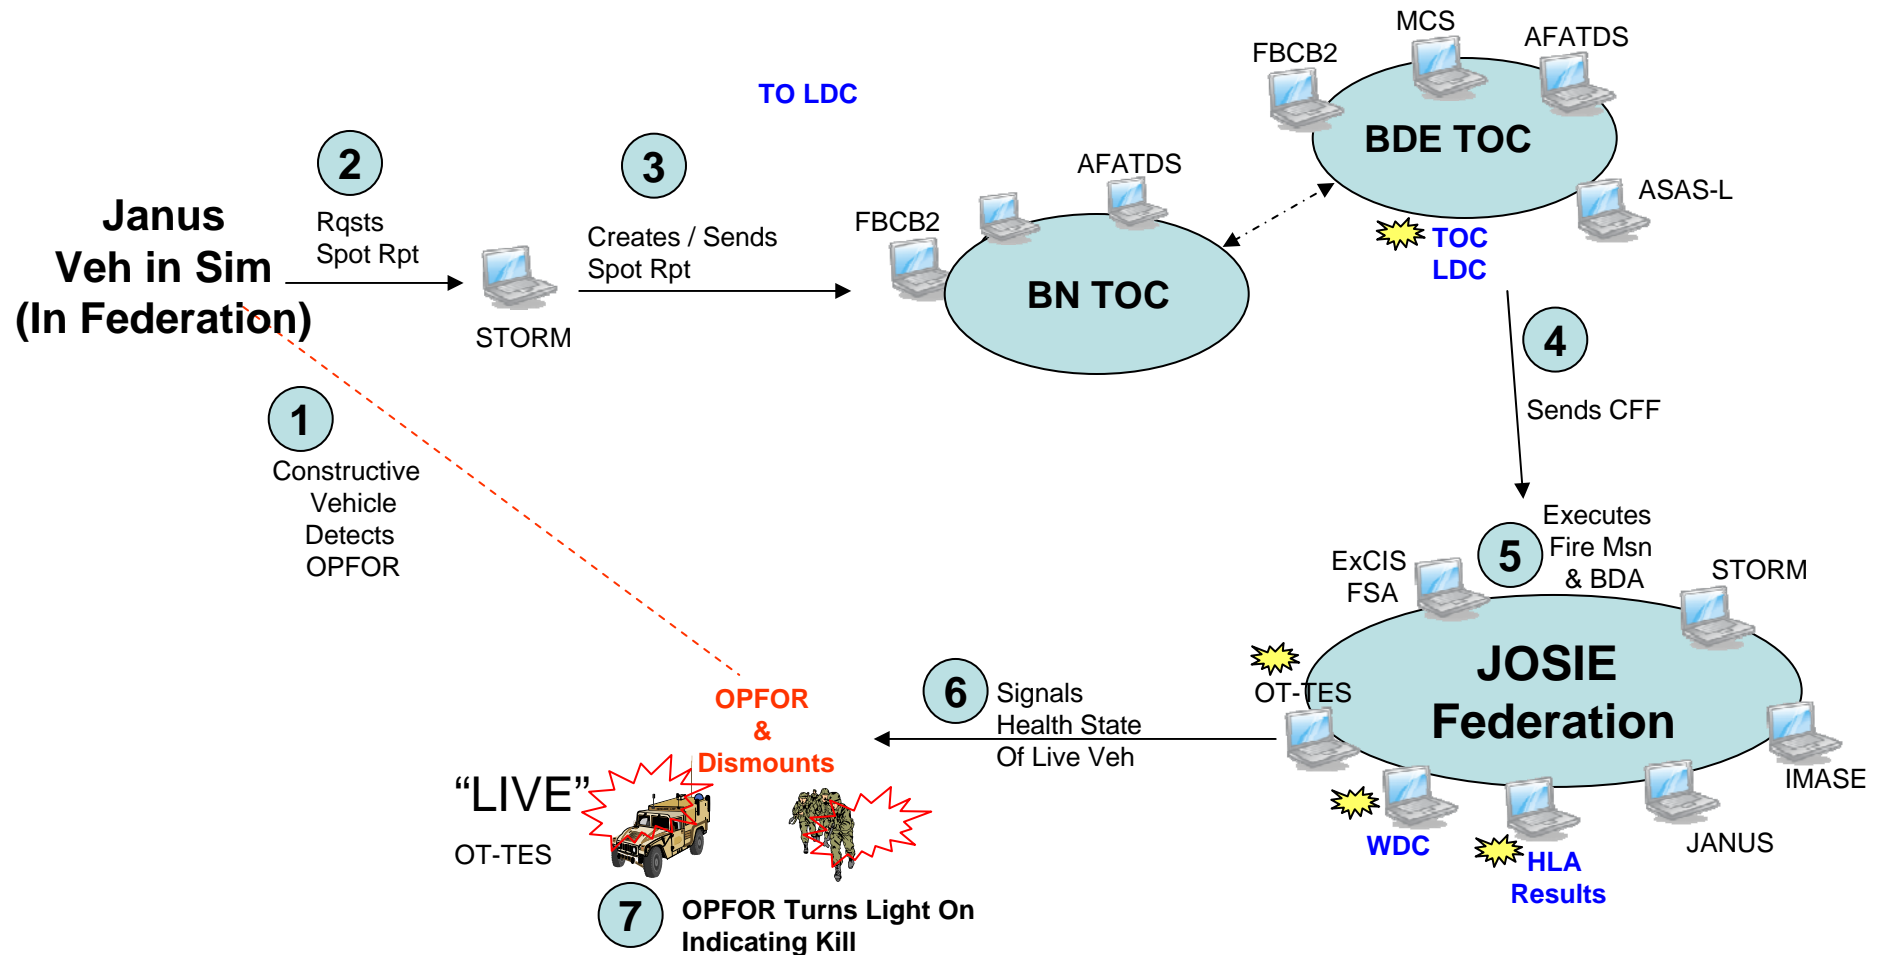 MCS
AFATDS
FBCB2
TO LDC
BDE TOC
2
3
AFATDS
ASAS-L
Janus
Veh in Sim
(In Federation)
Rqsts
Spot Rpt
Creates / Sends
Spot Rpt
FBCB2
TOC
LDC
BN TOC
STORM
4
1
Sends CFF
Constructive
Vehicle
Detects
OPFOR
5
Executes
Fire Msn
& BDA
ExCIS
FSA
STORM
JOSIE
Federation
OT-TES
6
Signals
Health State
Of Live Veh
OPFOR
&
Dismounts
IMASE
“LIVE”
OT-TES
WDC
HLA
Results
JANUS
7
OPFOR Turns Light On
Indicating Kill